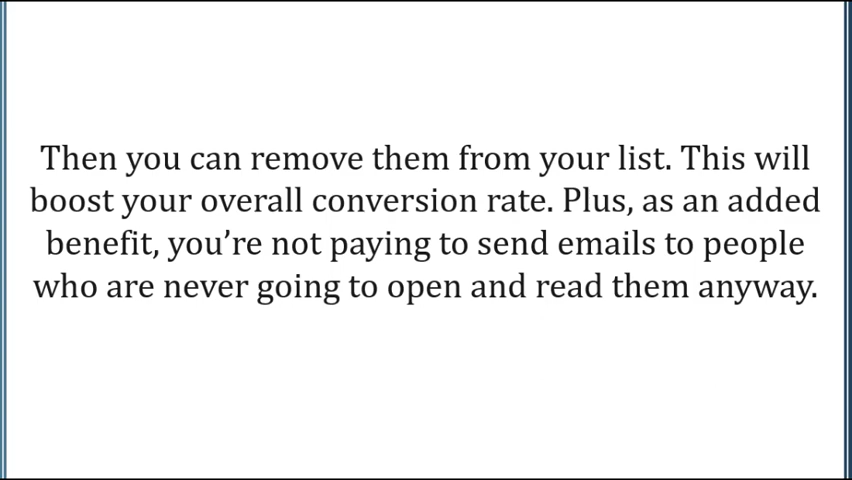 Then you can remove them from your list. This will
boost your overall conversion rate. Plus, as an added
benefit, you’re not paying to send emails to people
who are never going to open and read them anyway.